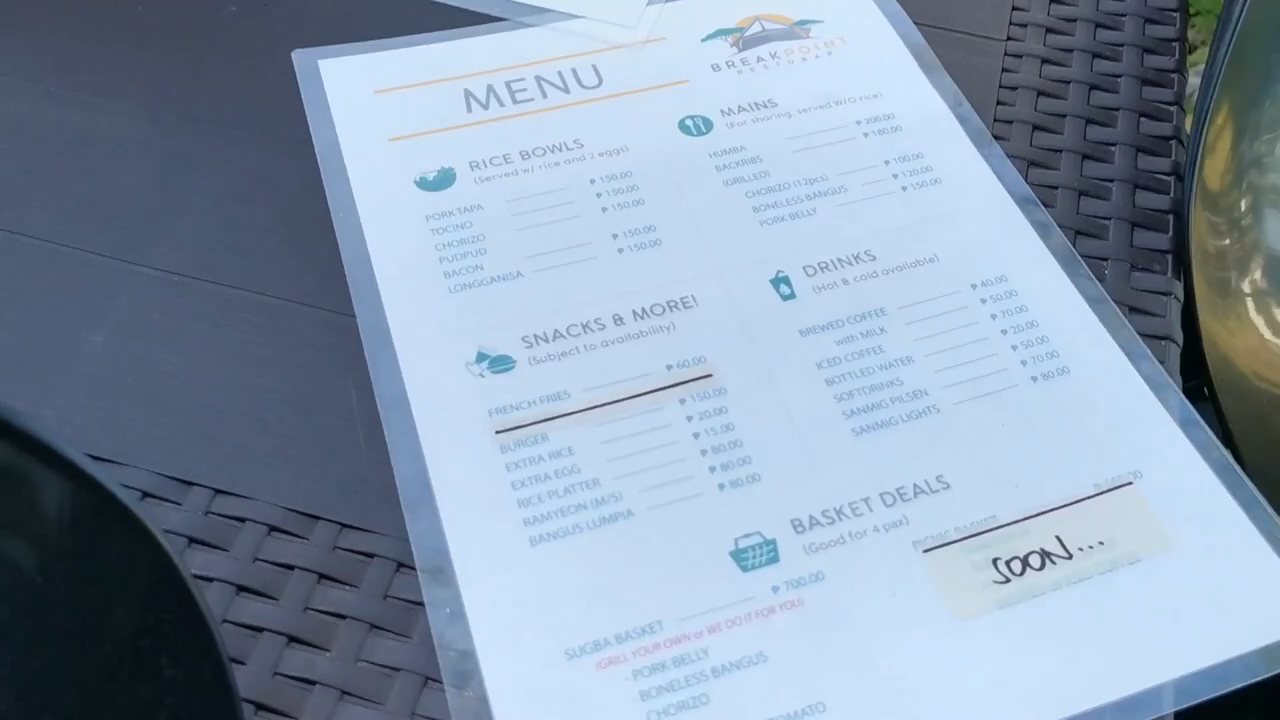 MENU
BREAKPOINT
RESTOBAR
RICE BOWLS
(Served w/ rice and 2 eggs)
PORK TAPA ₱ 150.00
TOCINO ₱ 150.00
CHORIZO ₱ 150.00
PUDPUD
BACON ₱ 150.00
LONGGANISA ₱ 150.00
SNACKS & MORE!
(Subject to availability)
FRENCH FRIES ₱ 60.00
BURGER ₱ 150.00
EXTRA RICE ₱ 20.00
EXTRA EGG ₱ 15.00
RICE PLATTER ₱ 80.00
RAMYEON (M/S) ₱ 80.00
BANGUS LUMPIA ₱ 80.00
MAINS
(For sharing, served W/O rice)
HUMBA ₱ 200.00
BACKRIBS ₱ 180.00
(GRILLED)
CHORIZO (12pcs) ₱ 100.00
BONELESS BANGUS ₱ 120.00
PORK BELLY ₱ 150.00
DRINKS
(Hot & cold available)
BREWED COFFEE ₱ 40.00
with MILK ₱ 50.00
ICED COFFEE ₱ 70.00
BOTTLED WATER ₱ 20.00
SOFTDRINKS ₱ 50.00
SANMIG PILSEN ₱ 70.00
SANMIG LIGHTS ₱ 80.00
BASKET DEALS
(Good for 4 pax)
SUGBA BASKET ₱ 700.00
(GRILL YOUR OWN or WE DO IT FOR YOU)
- PORK BELLY
BONELESS BANGUS
CHORIZO
PICNIC BASKET
SOON...